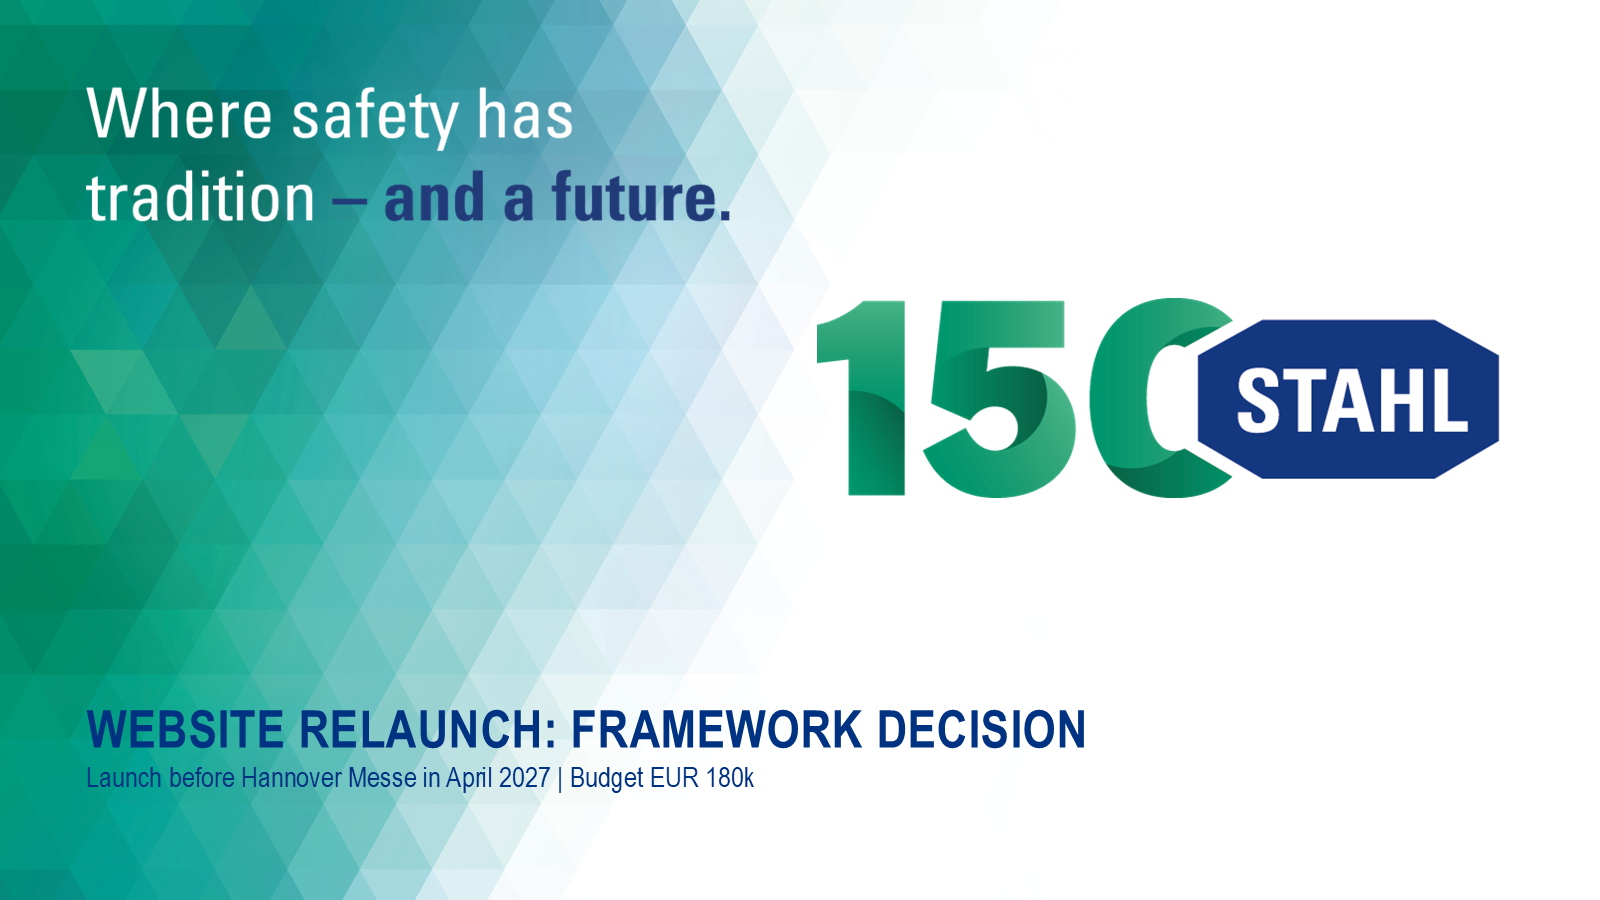 Where safety has
tradition – and a future.
150 STAHL
WEBSITE RELAUNCH: FRAMEWORK DECISION
Launch before Hannover Messe in April 2027 | Budget EUR 180k